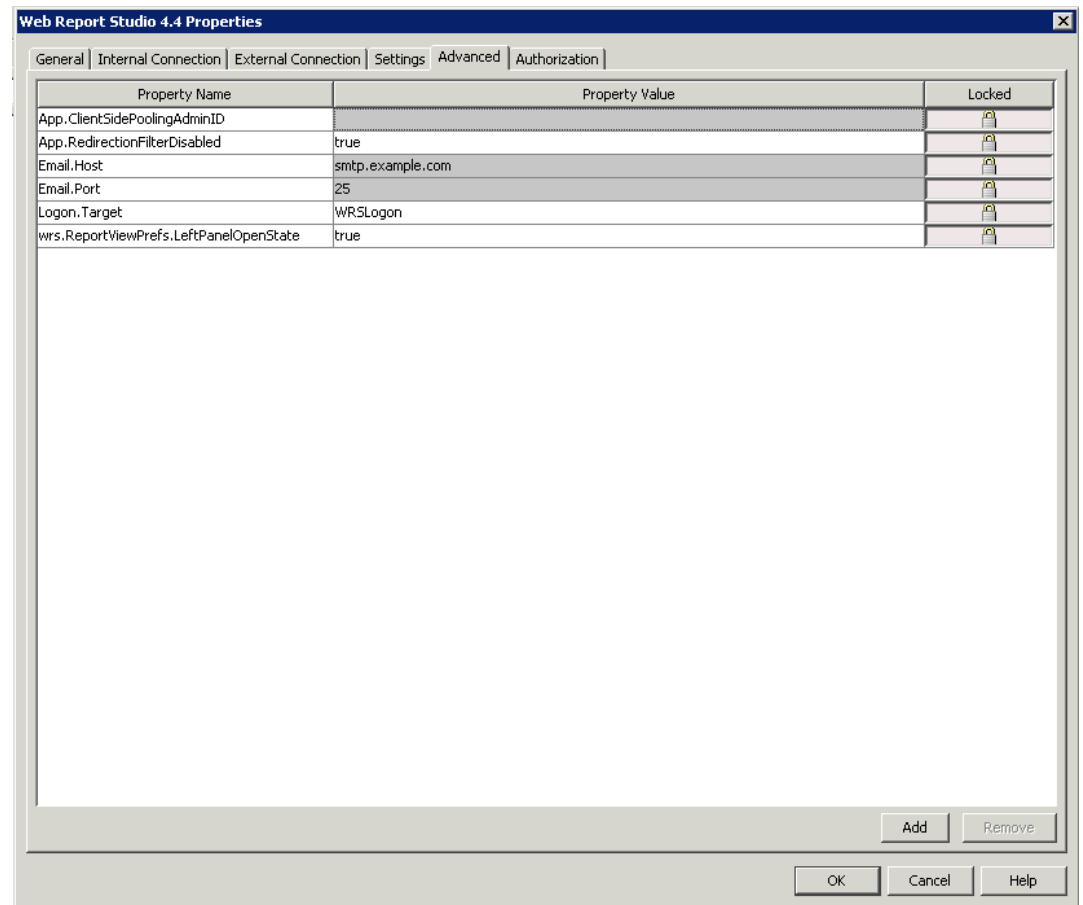 Web Report Studio 4.4 Properties
General Internal Connection External Connection Settings Advanced Authorization
Property Name Property Value Locked
App.ClientSidePoolingAdminID
App.RedirectionFilterDisabled true
Email.Host smtp.example.com
Email.Port 25
Logon.Target WRSLogon
wrs.ReportViewPrefs.LeftPanelOpenState true
Add Remove
OK Cancel Help